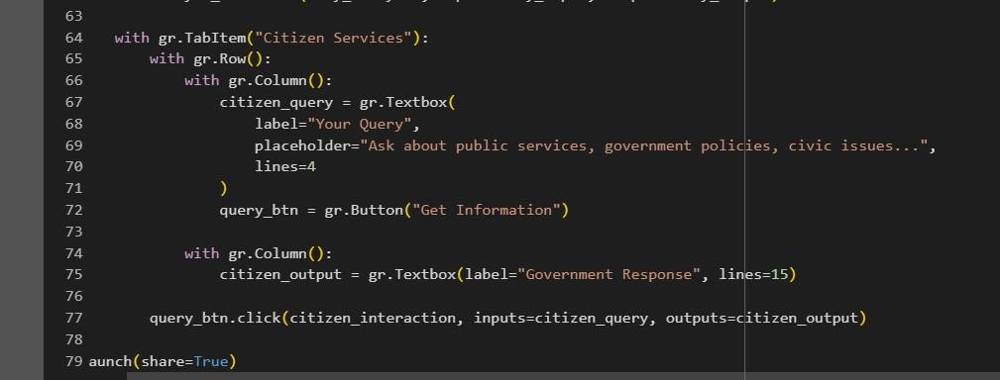 63
64 with gr.TabItem("Citizen Services"):
65 with gr.Row():
66 with gr.Column():
67 citizen_query = gr.Textbox(
68 label="Your Query",
69 placeholder="Ask about public services, government policies, civic issues...",
70 lines=4
71 )
72 query_btn = gr.Button("Get Information")
73
74 with gr.Column():
75 citizen_output = gr.Textbox(label="Government Response", lines=15)
76
77 query_btn.click(citizen_interaction, inputs=citizen_query, outputs=citizen_output)
78
79 aunch(share=True)